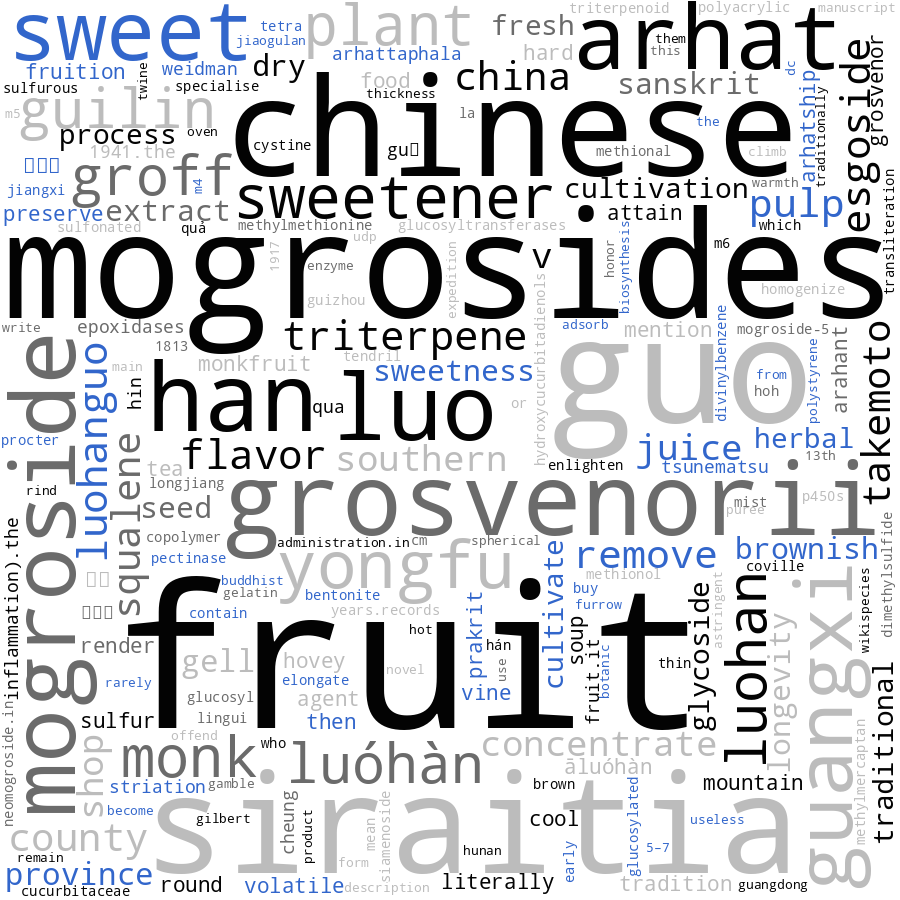 sweet
tetra
jiaogulan
plant
arhattaphala
fresh
hard
triterpenoid
polyacrylic
manuscript
arhat
them
this
dc
fruition
weidman
dry
sulfurous
twine
specialise
food
thickness
china
sanskrit
traditionally
arhatship
esgoside
grosvenor
m5
guilin
process
oven
1941.the
cystine
chinese
la
the
methional
climb
groff
m4
jiangxi
preserve
extract
sweetener
cultivation
warmth
attain
pulp
which
transliteration
sulfonated
quả
methylmethionine
udp
glucosyltransferases
mogrosides
1917
enzyme
guizhou
expedition
v
honor
biosynthesis
m6
homogenize
write
epoxidases
1813
triterpene
hydroxycucurbitadienols
adsorb
mention
divinylbenzene
mogroside-5
polystyrene
arahant
takemoto
main
monkfruit
tendril
sweetness
guo
from
hoh
mogroside
luohanguo
hin
han
qua
luo
or
procter
squalene
flavor
southern
juice
herbal
tsunematsu
enlighten
13th
tea
longjiang
rind
seed
grosvenorii
mist
puree
p450s
copolymer
administration.in
cm
spherical
pectinase
yongfu
remove
brownish
dimethylsulfide
coville
buddhist
gelatin
bentonite
methionol
contain
years.records
buy
furrow
cultivate
prakrit
astringent
luohan
guangxi
wikispecies
inflammation).the
neomogroside.in
fruit
hot
hán
soup
fruit.it
botanic
glycoside
longevity
render
gell
hovey
elongate
use
novel
thin
rarely
glucosyl
agent
vine
sulfur
lingui
then
offend
who
monk
luóhàn
concentrate
āluóhàn
shop
striation
gamble
brown
mountain
traditional
methylmercaptan
become
siraitia
gilbert
cheung
product
mean
siamenoside
cool
early
glucosylated
useless
5–7
county
remain
form
hunan
province
cucurbitaceae
round
volatile
description
literally
tradition
guangdong